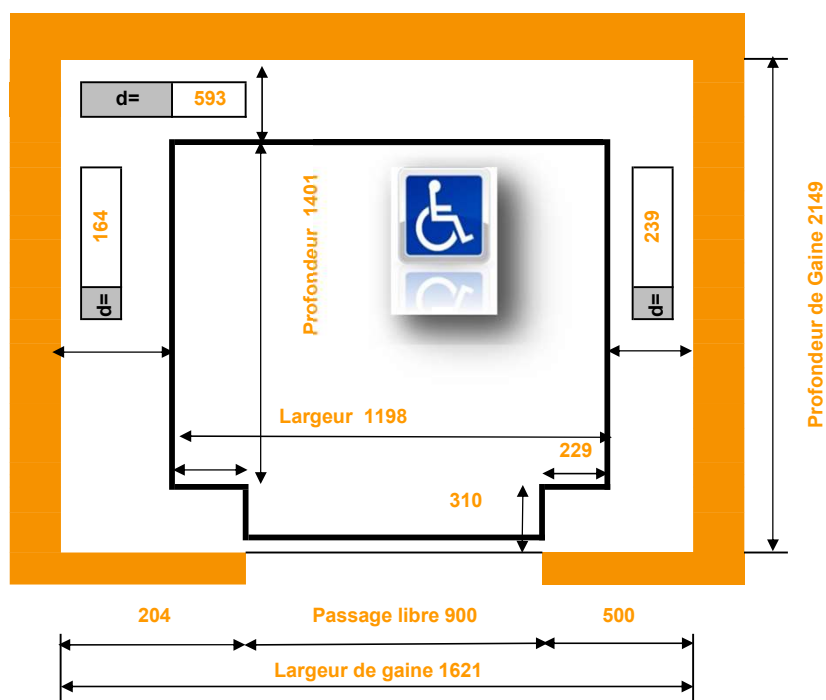 d= 593
Profondeur 1401
164
d=
239
d=
Profondeur de Gaine 2149
Largeur 1198
229
310
204 Passage libre 900 500
Largeur de gaine 1621